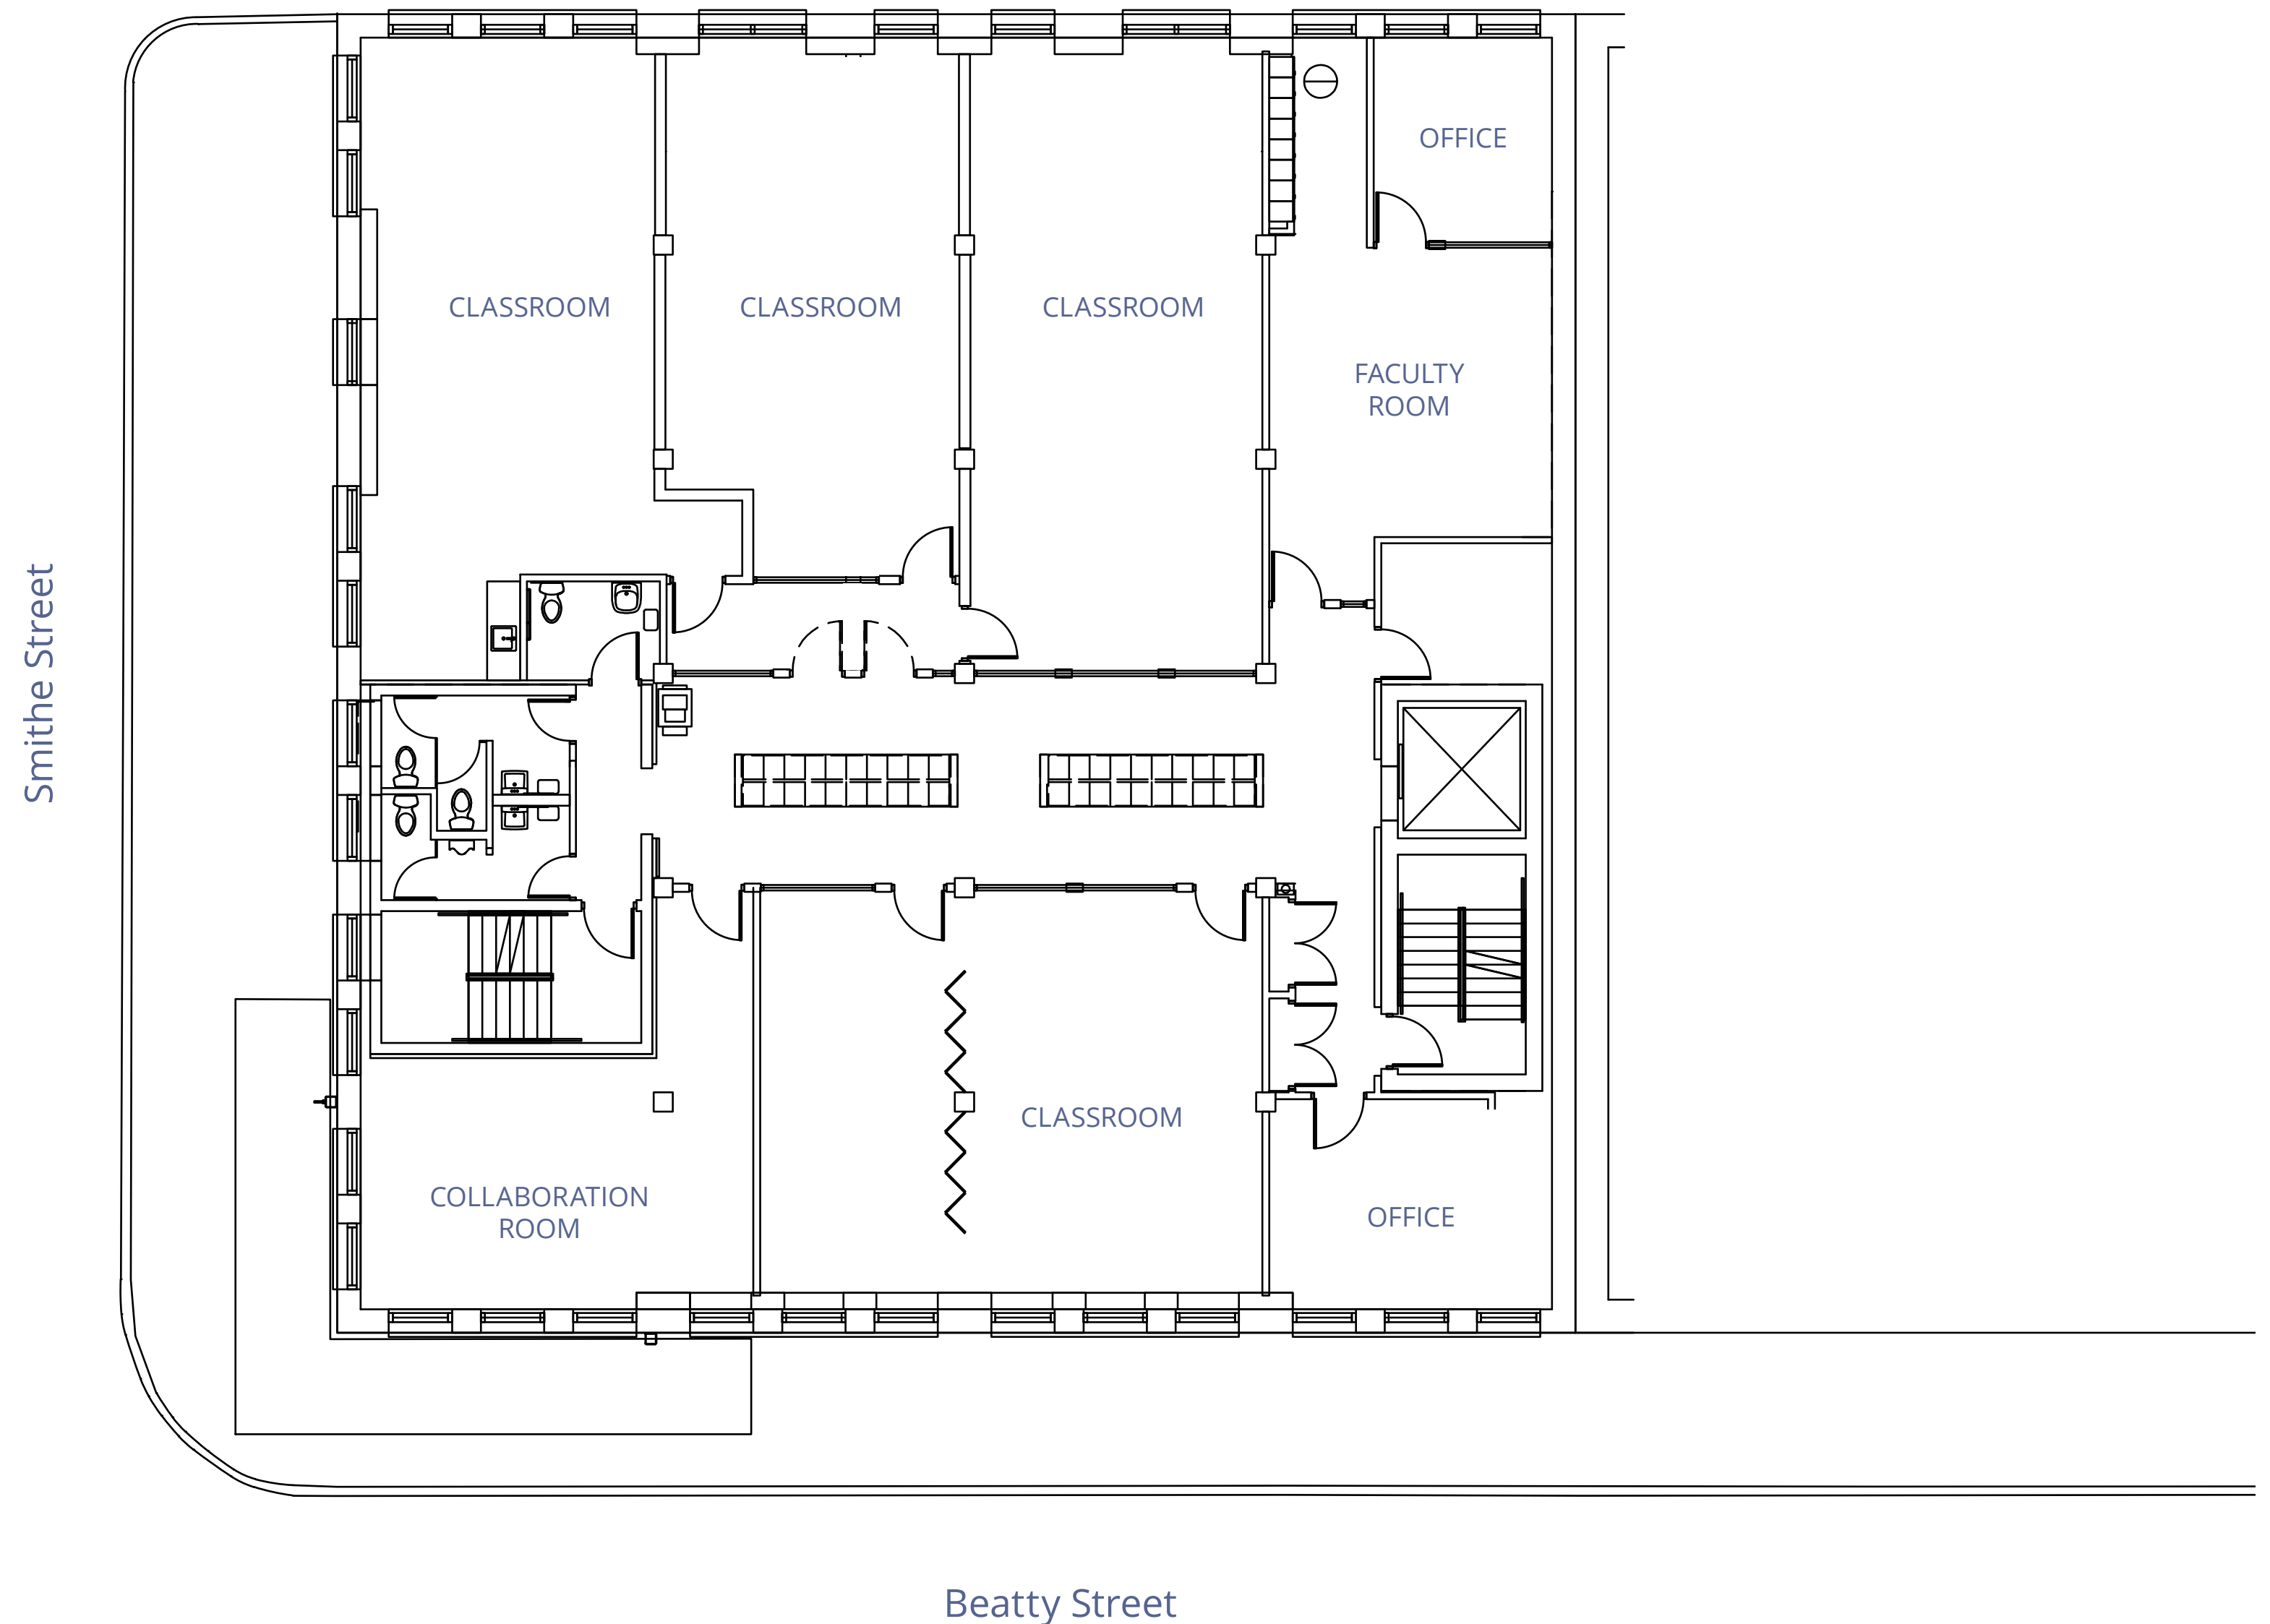 OFFICE
CLASSROOM
CLASSROOM
CLASSROOM
FACULTY
ROOM
Smithe Street
CLASSROOM
COLLABORATION
ROOM
OFFICE
Beatty Street